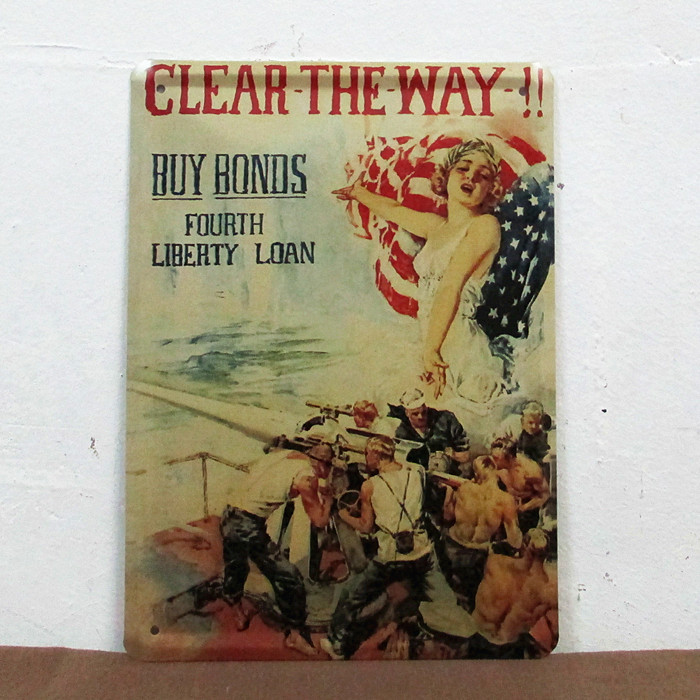 CLEAR-THE-WAY-!!
BUY BONDS
FOURTH
LIBERTY LOAN